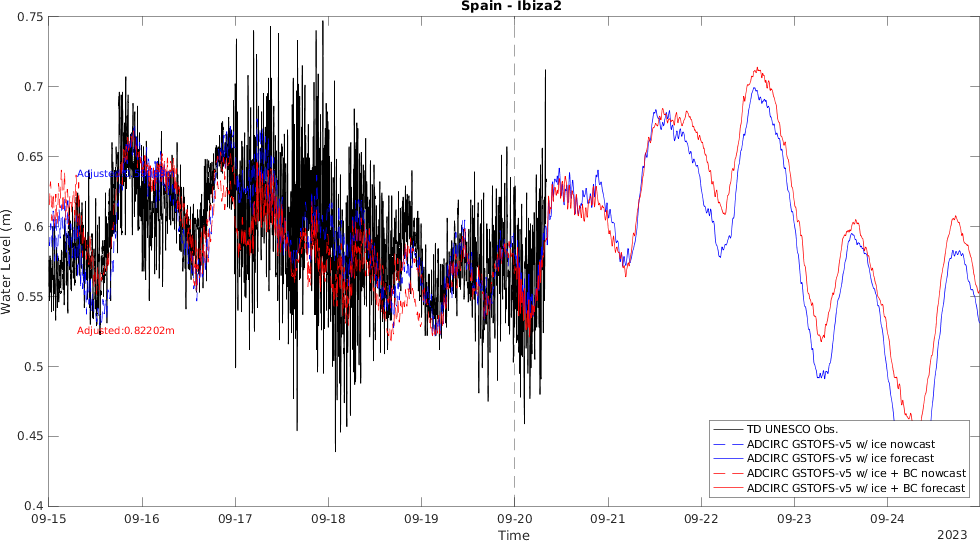 Spain - Ibiza2
Water Level (m)
0.75
0.7
0.65
0.6
0.55
0.5
0.45
0.4
Adjusted:0.82202m
TD UNESCO Obs.
ADCIRC GSTOFS-v5 w/ ice nowcast
ADCIRC GSTOFS-v5 w/ ice forecast
ADCIRC GSTOFS-v5 w/ ice + BC nowcast
ADCIRC GSTOFS-v5 w/ ice + BC forecast
09-15 09-16 09-17 09-18 09-19 09-20 09-21 09-22 09-23 09-24
Time
2023